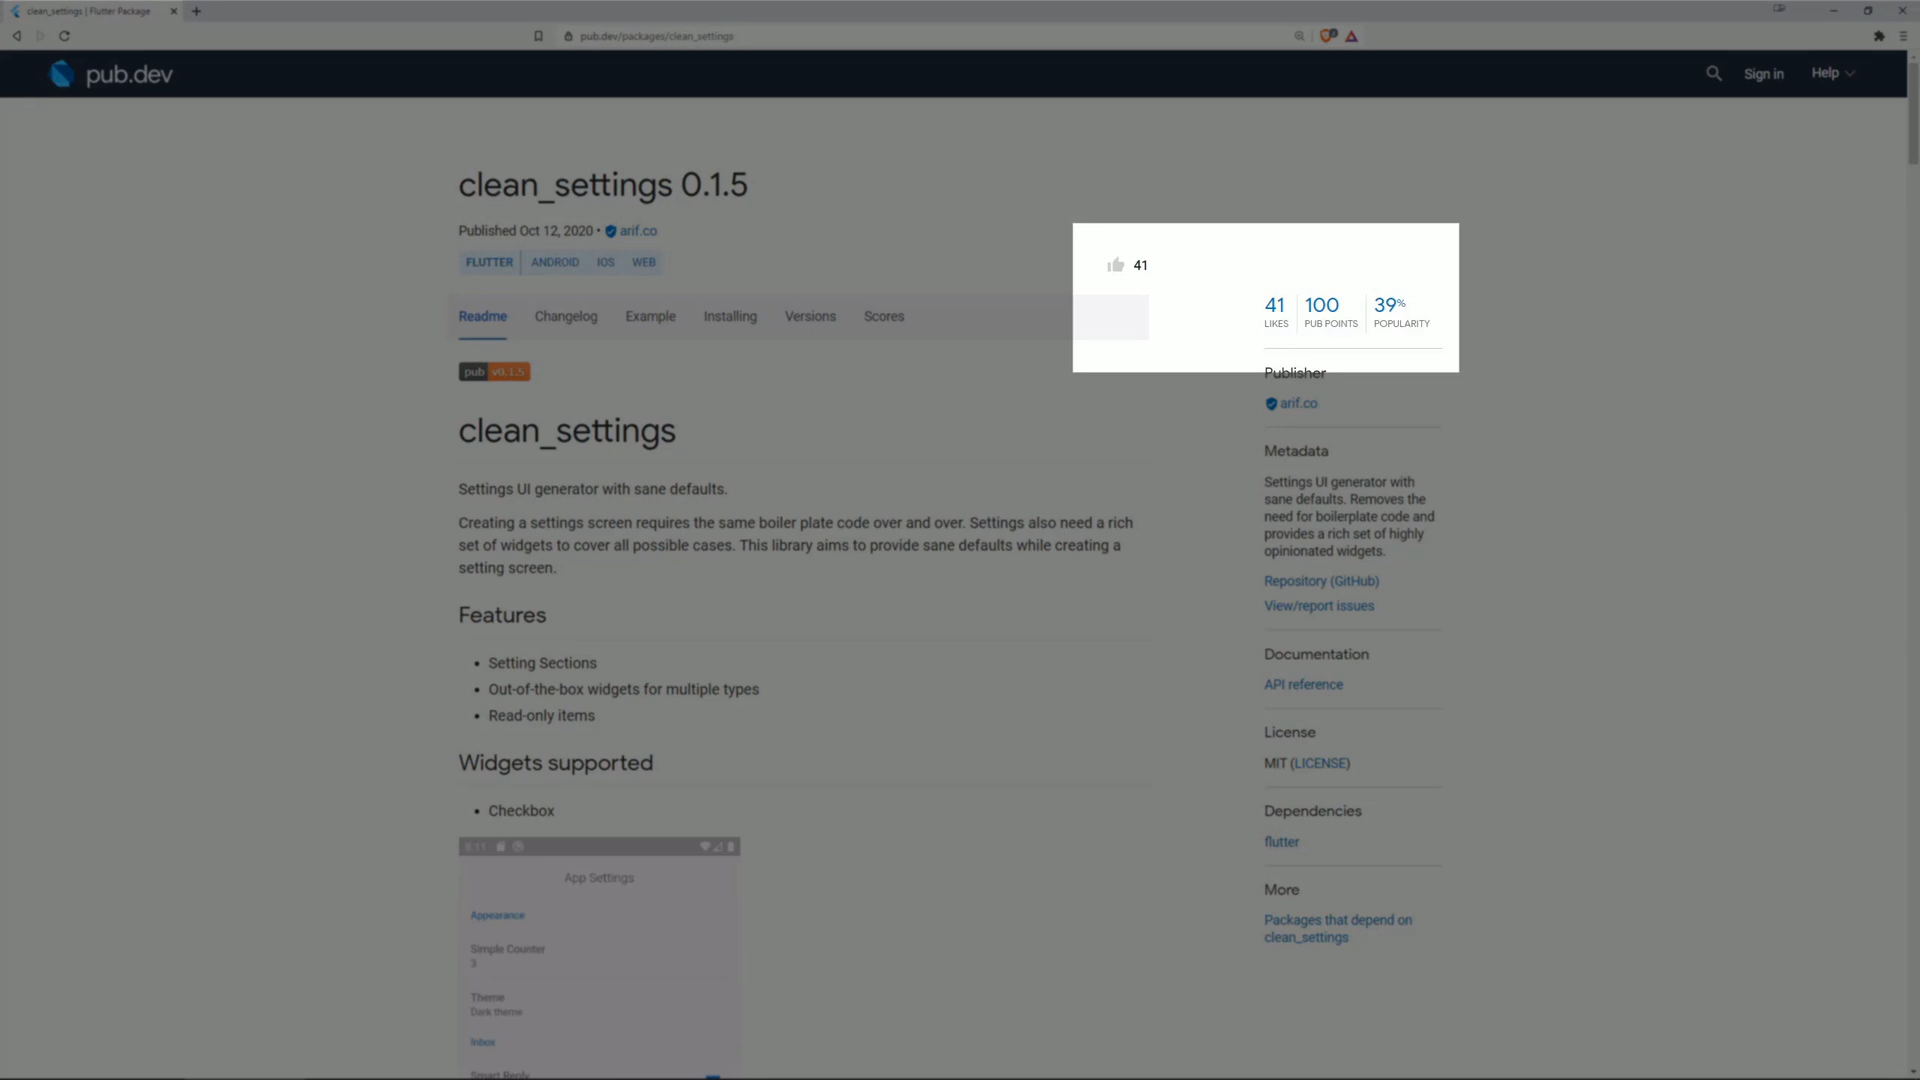 clean_settings | Flutter Package
pub.dev/packages/clean_settings
pub.dev
Sign in
Help
clean_settings 0.1.5
Published Oct 12, 2020 • arif.co
FLUTTER ANDROID IOS WEB
41
Readme Changelog Example Installing Versions Scores
41 100 39%
LIKES PUB POINTS POPULARITY
pub v0.1.5
clean_settings
Settings UI generator with sane defaults.
Creating a settings screen requires the same boiler plate code over and over. Settings also need a rich
set of widgets to cover all possible cases. This library aims to provide sane defaults while creating a
setting screen.
Features
• Setting Sections
• Out-of-the-box widgets for multiple types
• Read-only items
Widgets supported
• Checkbox
8:11
App Settings
Appearance
Simple Counter
3
Theme
Dark theme
Inbox
Smart Reply
Publisher
arif.co
Metadata
Settings UI generator with
sane defaults. Removes the
need for boilerplate code and
provides a rich set of highly
opinionated widgets.
Repository (GitHub)
View/report issues
Documentation
API reference
License
MIT (LICENSE)
Dependencies
flutter
More
Packages that depend on
clean_settings